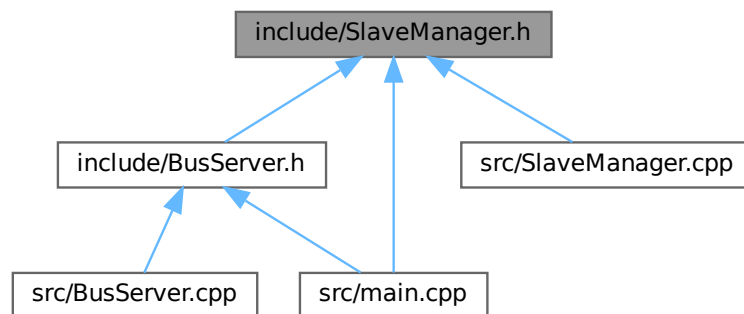 include/SlaveManager.h
include/BusServer.h
src/SlaveManager.cpp
src/BusServer.cpp
src/main.cpp